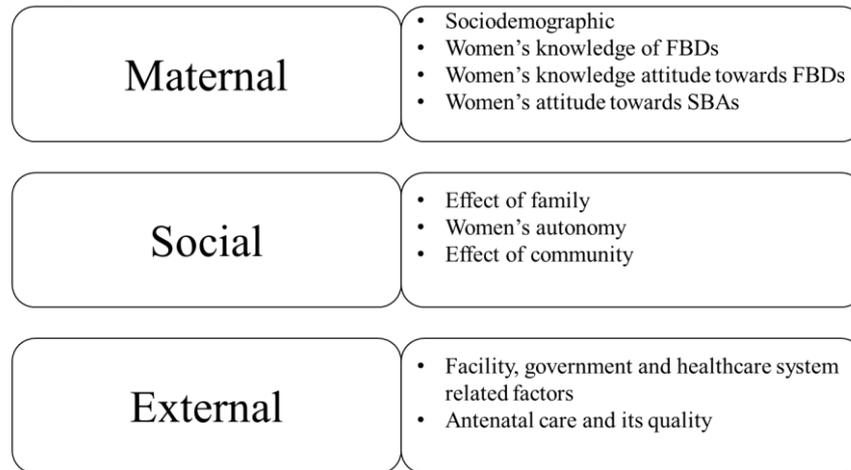 Maternal
• Sociodemographic
• Women’s knowledge of FBDs
• Women’s knowledge attitude towards FBDs
• Women’s attitude towards SBAs
Social
• Effect of family
• Women’s autonomy
• Effect of community
External
• Facility, government and healthcare system
related factors
• Antenatal care and its quality